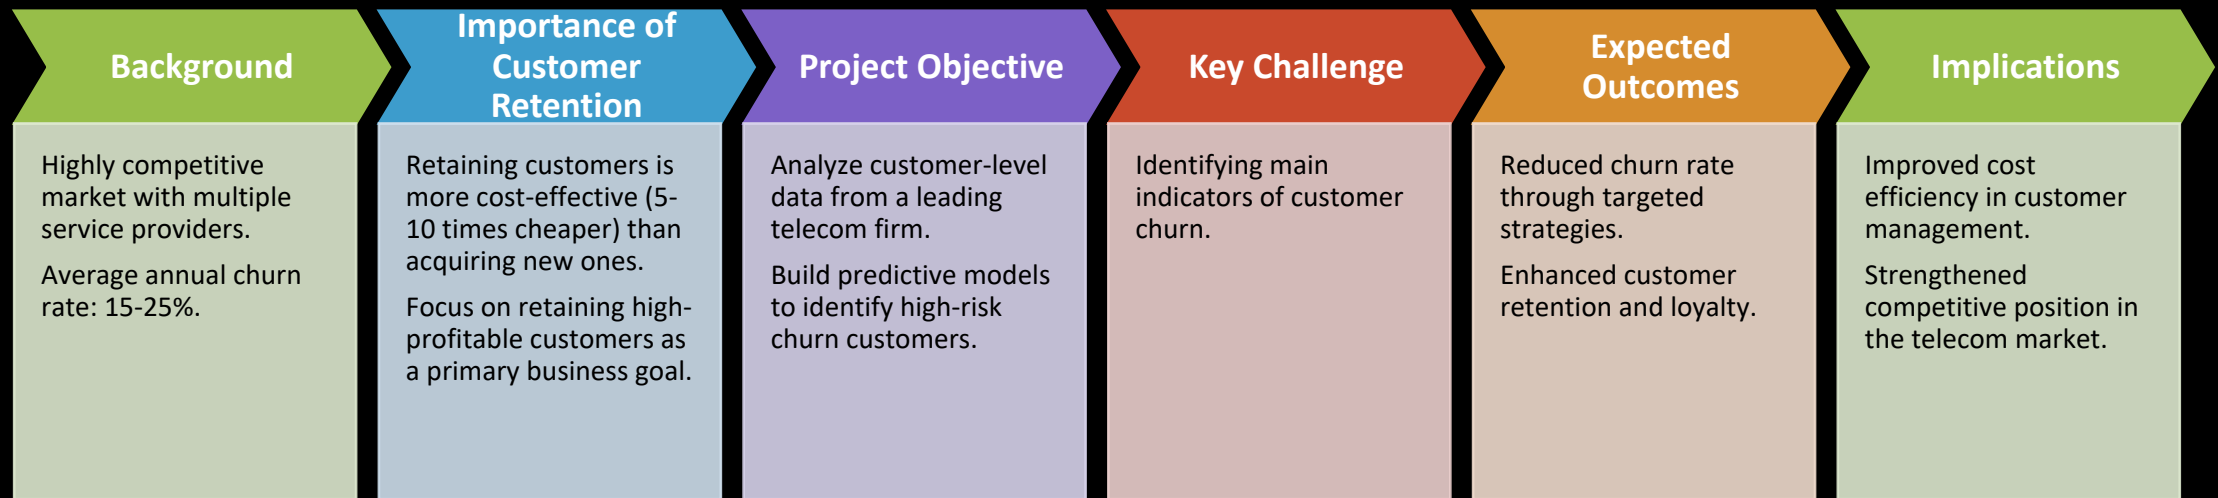 Background
Highly competitive
market with multiple
service providers.
Average annual churn
rate: 15-25%.
Importance of
Customer
Retention
Retaining customers is
more cost-effective (5-
10 times cheaper) than
acquiring new ones.
Focus on retaining high-
profitable customers as
a primary business goal.
Project Objective
Analyze customer-level
data from a leading
telecom firm.
Build predictive models
to identify high-risk
churn customers.
Key Challenge
Identifying main
indicators of customer
churn.
Expected
Outcomes
Reduced churn rate
through targeted
strategies.
Enhanced customer
retention and loyalty.
Implications
Improved cost
efficiency in customer
management.
Strengthened
competitive position in
the telecom market.